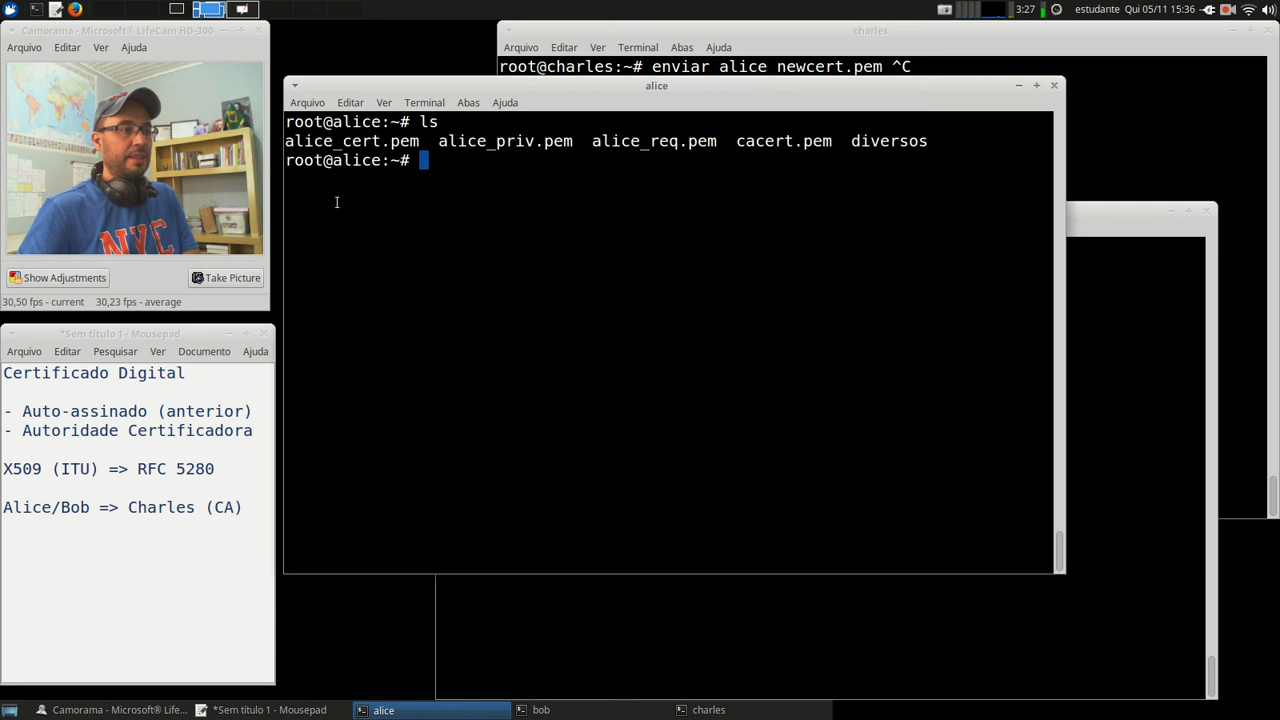 3:27
estudante Qui 05/11 15:36
Camorama - Microsoft® LifeCam HD-300
Arquivo Editar Ver Ajuda
NYC
Show Adjustments
Take Picture
30,50 fps - current 30,23 fps - average
charles
Arquivo Editar Ver Terminal Abas Ajuda
root@charles:~# enviar alice newcert.pem ^C
alice
Arquivo Editar Ver Terminal Abas Ajuda
root@alice:~# ls
alice_cert.pem alice_priv.pem alice_req.pem cacert.pem diversos
root@alice:~#
*Sem título 1 - Mousepad
Arquivo Editar Pesquisar Ver Documento Ajuda
Certificado Digital
- Auto-assinado (anterior)
- Autoridade Certificadora
X509 (ITU) => RFC 5280
Alice/Bob => Charles (CA)
Camorama - Microsoft® Life...
*Sem título 1 - Mousepad
alice
bob
charles